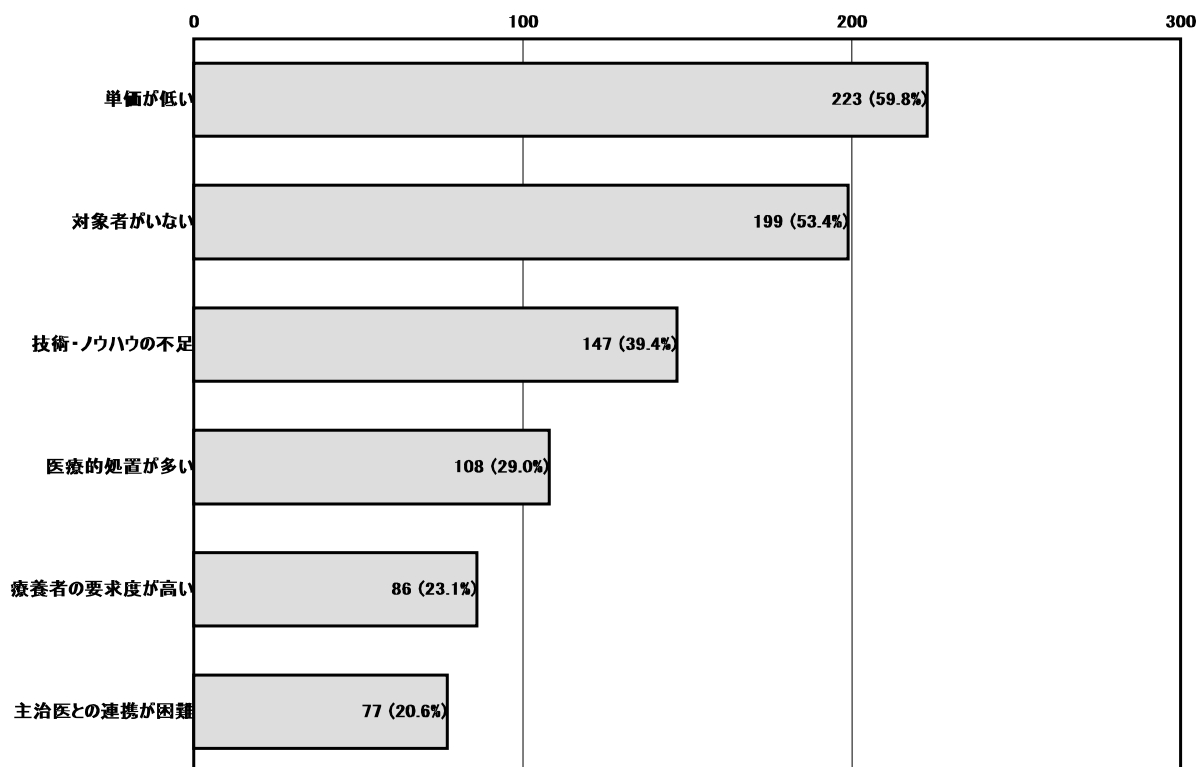 0 100 200 300
単価が低い 223 (59.8%)
対象者がいない 199 (53.4%)
技術・ノウハウの不足 147 (39.4%)
医療的処置が多い 108 (29.0%)
療養者の要求度が高い 86 (23.1%)
主治医との連携が困難 77 (20.6%)